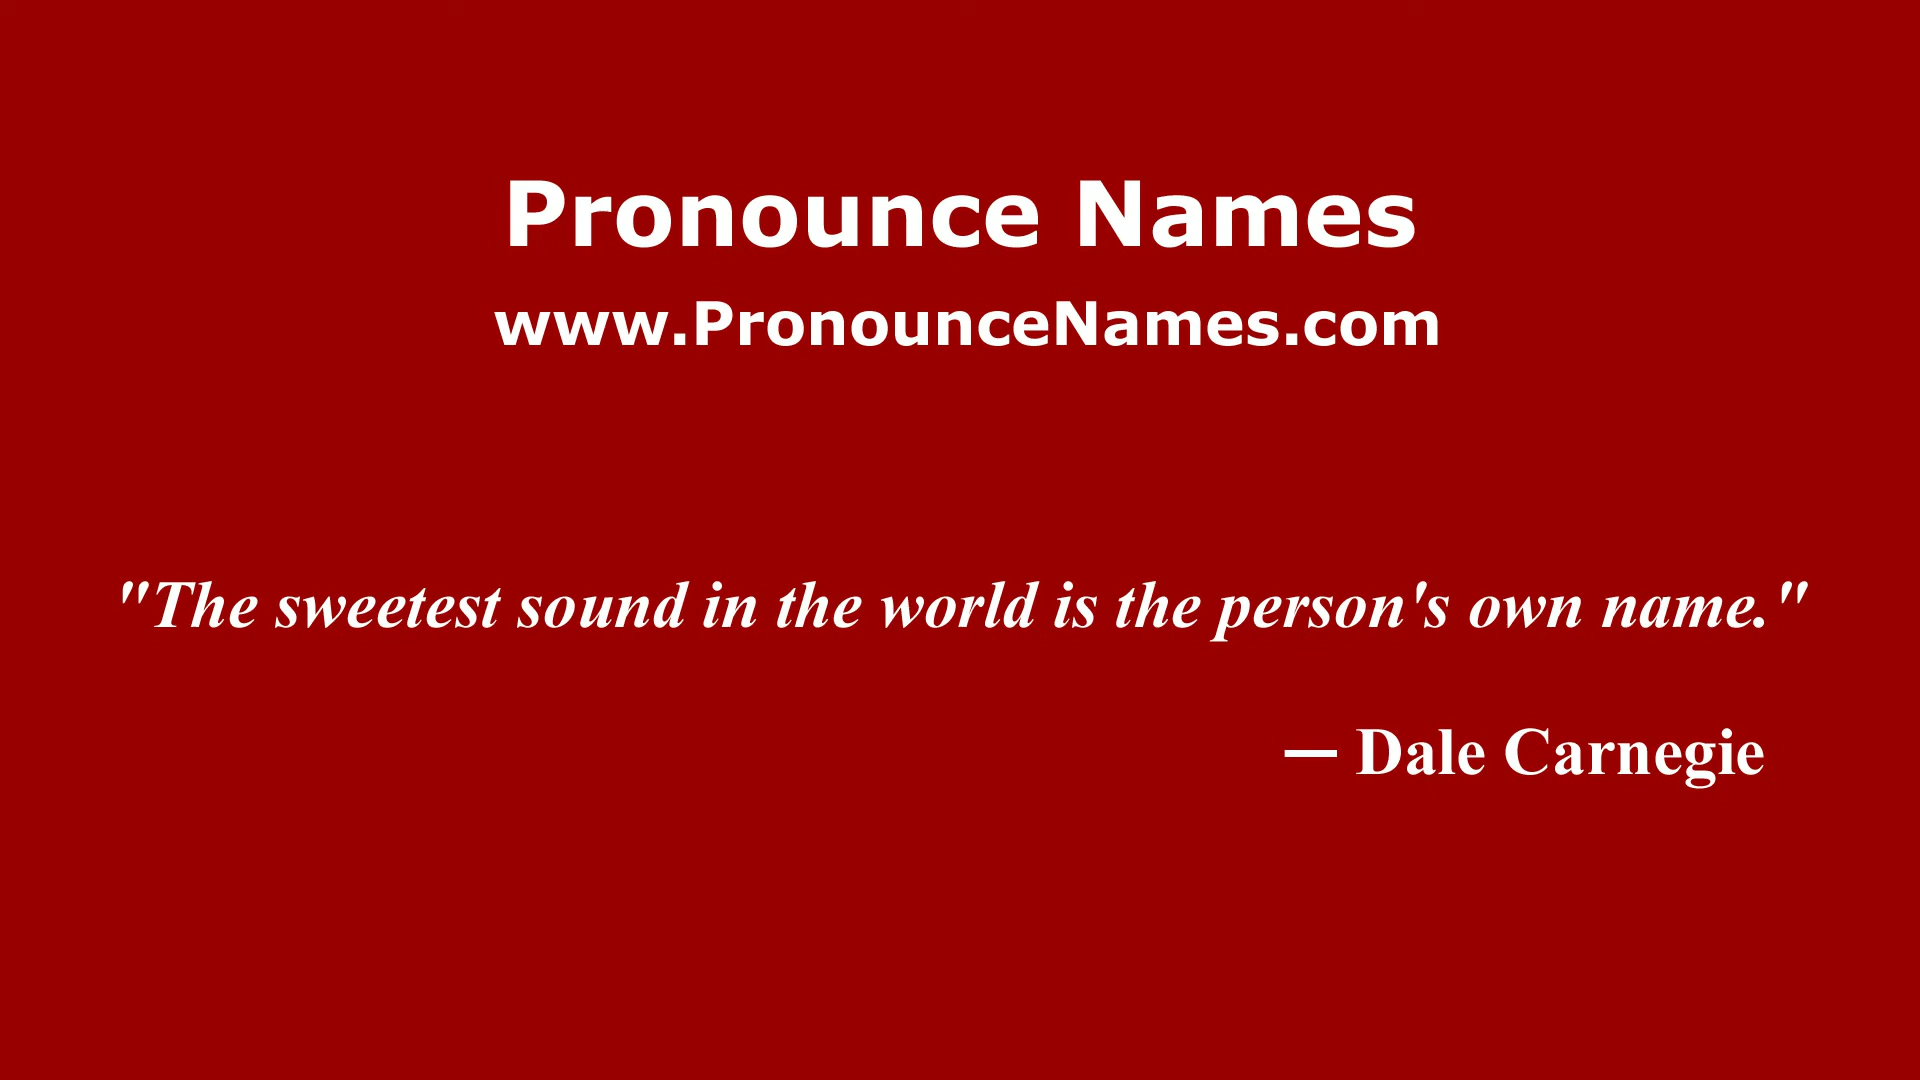 Pronounce Names
www.PronounceNames.com
"The sweetest sound in the world is the person's own name."
— Dale Carnegie